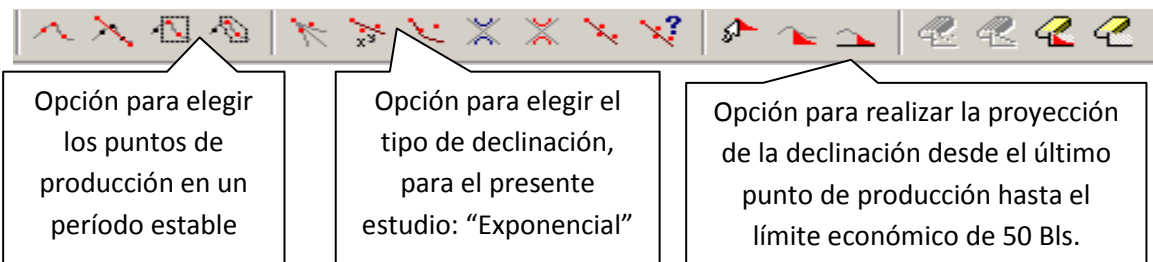 x³
?
Opción para elegir
los puntos de
producción en un
período estable
Opción para elegir el
tipo de declinación,
para el presente
estudio: “Exponencial”
Opción para realizar la proyección
de la declinación desde el último
punto de producción hasta el
límite económico de 50 Bls.